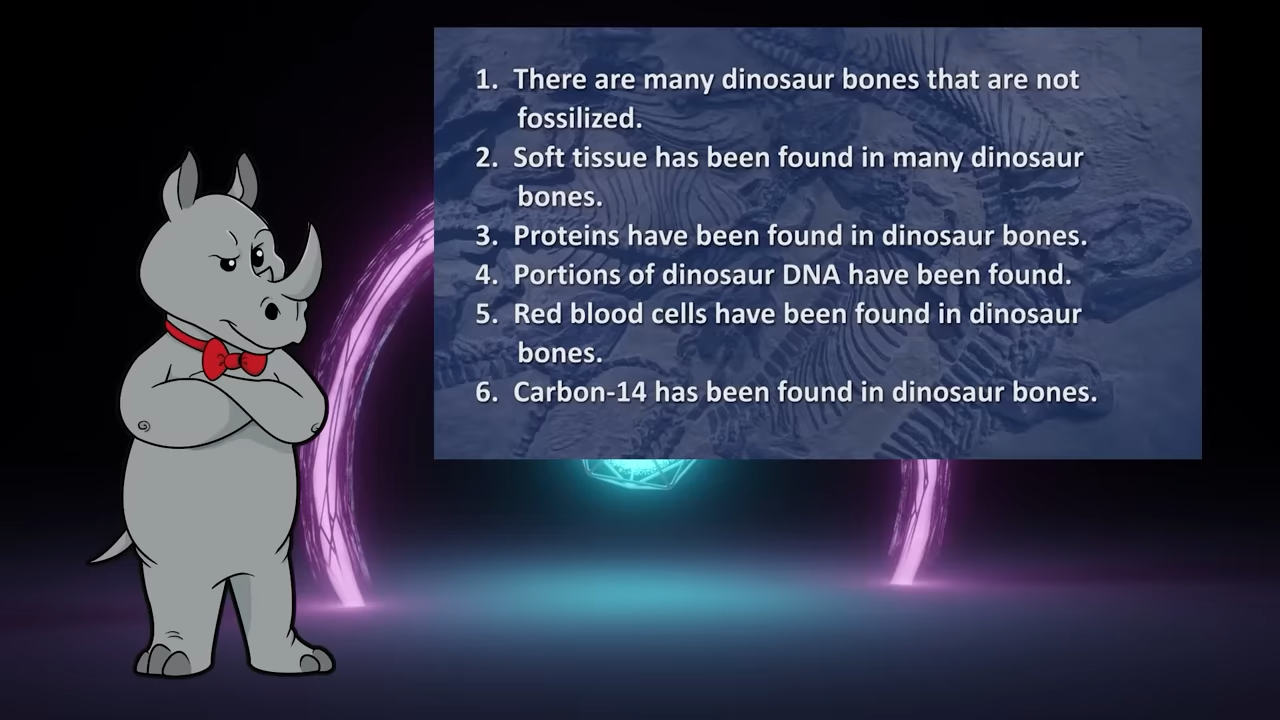 1. There are many dinosaur bones that are not
fossilized.
2. Soft tissue has been found in many dinosaur
bones.
3. Proteins have been found in dinosaur bones.
4. Portions of dinosaur DNA have been found.
5. Red blood cells have been found in dinosaur
bones.
6. Carbon-14 has been found in dinosaur bones.